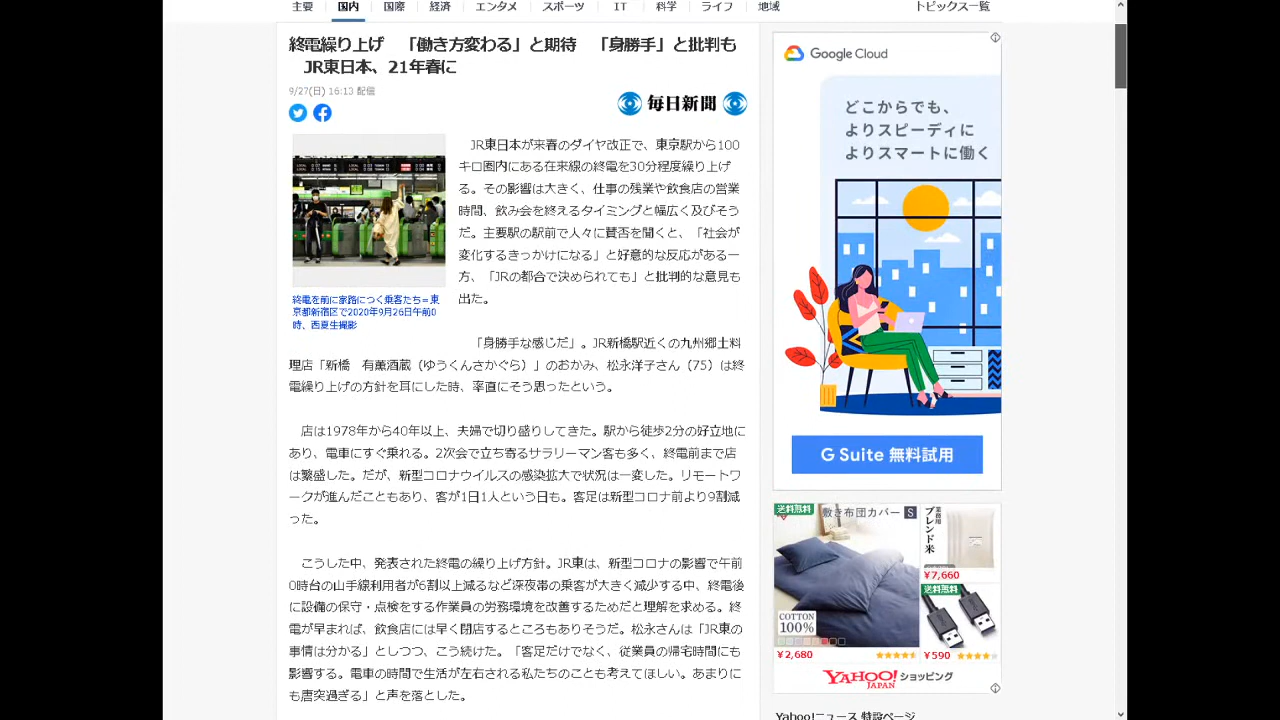 主要 国内 国際 経済 エンタメ スポーツ IT 科学 ライフ 地域 トピックス一覧
終電繰り上げ 「働き方変わる」と期待 「身勝手」と批判も
JR東日本、21年春に
9/27(日) 16:13 配信
毎日新聞
JR東日本が来春のダイヤ改正で、東京駅から100
キロ圏内にある在来線の終電を30分程度繰り上げ
る。その影響は大きく、仕事の残業や飲食店の営業
時間、飲み会を終えるタイミングと幅広く及びそう
だ。主要駅の駅前で人々に賛否を聞くと、「社会が
変化するきっかけになる」と好意的な反応がある一
方、「JRの都合で決められても」と批判的な意見も
出た。
終電を前に家路につく乗客たち＝東
京都新宿区で2020年9月26日午前0
時、西夏生撮影
「身勝手な感じだ」。JR新橋駅近くの九州郷土料
理店「新橋 有薫酒蔵（ゆうくんさかぐら）」のおかみ、松永洋子さん（75）は終
電繰り上げの方針を耳にした時、率直にそう思ったという。
店は1978年から40年以上、夫婦で切り盛りしてきた。駅から徒歩2分の好立地に
あり、電車にすぐ乗れる。2次会で立ち寄るサラリーマン客も多く、終電前まで店
は繁盛した。だが、新型コロナウイルスの感染拡大で状況は一変した。リモートワ
ークが進んだこともあり、客が1日1人という日も。客足は新型コロナ前より9割減
った。
こうした中、発表された終電の繰り上げ方針。JR東は、新型コロナの影響で午前
0時台の山手線利用者が6割以上減るなど深夜帯の乗客が大きく減少する中、終電後
に設備の保守・点検をする作業員の労務環境を改善するためだと理解を求める。終
電が早まれば、飲食店には早く閉店するところもありそうだ。松永さんは「JR東の
事情は分かる」としつつ、こう続けた。「客足だけでなく、従業員の帰宅時間にも
影響する。電車の時間で生活が左右される私たちのことも考えてほしい。あまりに
も唐突過ぎる」と声を落とした。
Google Cloud
どこからでも、
よりスピーディに
よりスマートに働く
G Suite 無料試用
送料無料
敷き布団カバー S
COTTON
100%
¥2,680
業務用
ブレンド米
¥7,660
送料無料
¥590
YAHOO! JAPAN ショッピング
Yahoo!ニュース 特設ページ